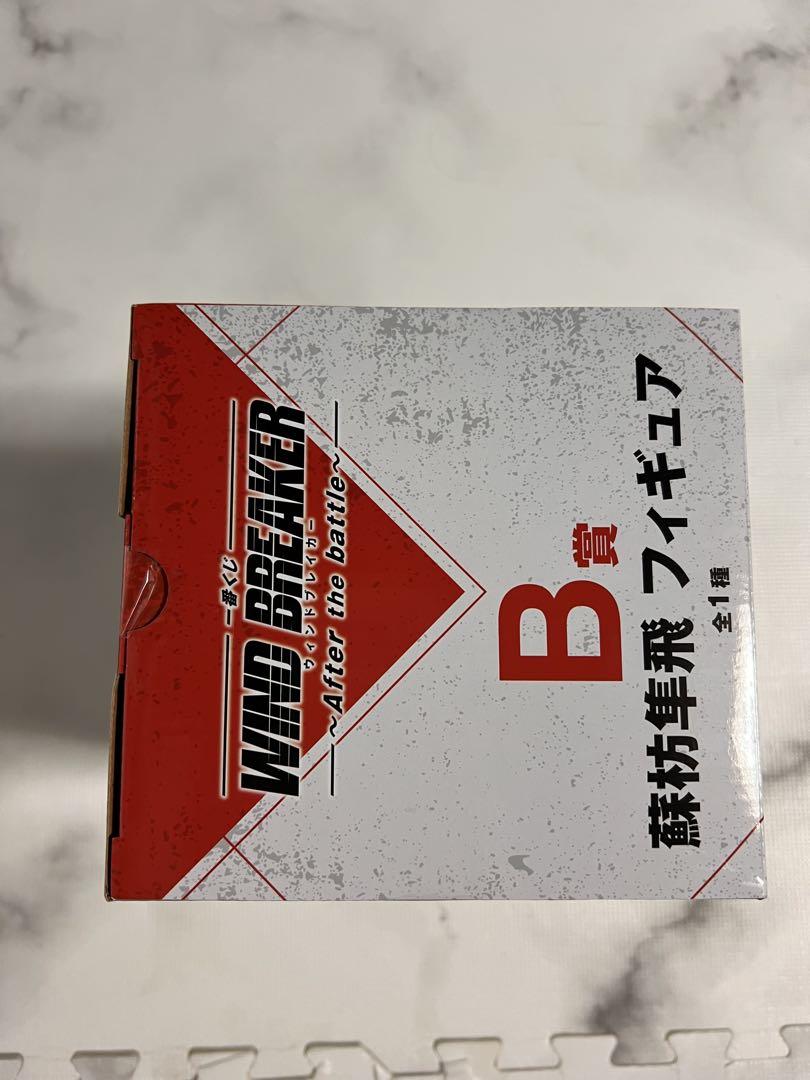 一番くじ
WIND BREAKER
ウィンドブレイカー
～After the battle～
B賞
蘇枋隼飛 フィギュア
全1種